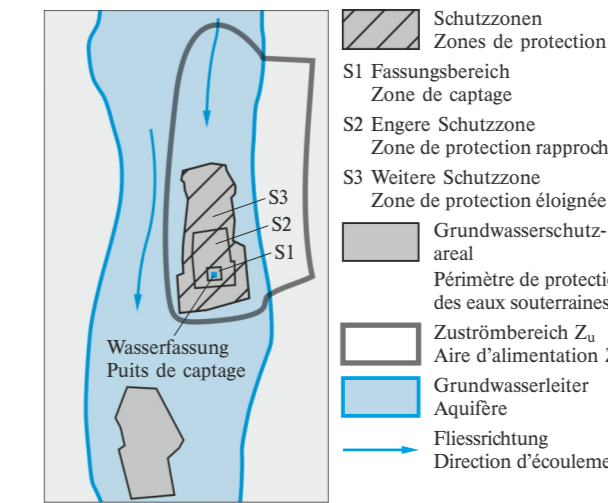 S3
S2
S1
Wasserfassung
Puits de captage
Schutzzonen
Zones de protection
S1 Fassungsbereich
Zone de captage
S2 Engere Schutzzone
Zone de protection rapproch
S3 Weitere Schutzzone
Zone de protection éloignée
Grundwasserschutz-
areal
Périmètre de protectio
des eaux souterraines
Zuströmbereich Zu
Aire d'alimentation Z
Grundwasserleiter
Aquifère
Fliessrichtung
Direction d'écouleme